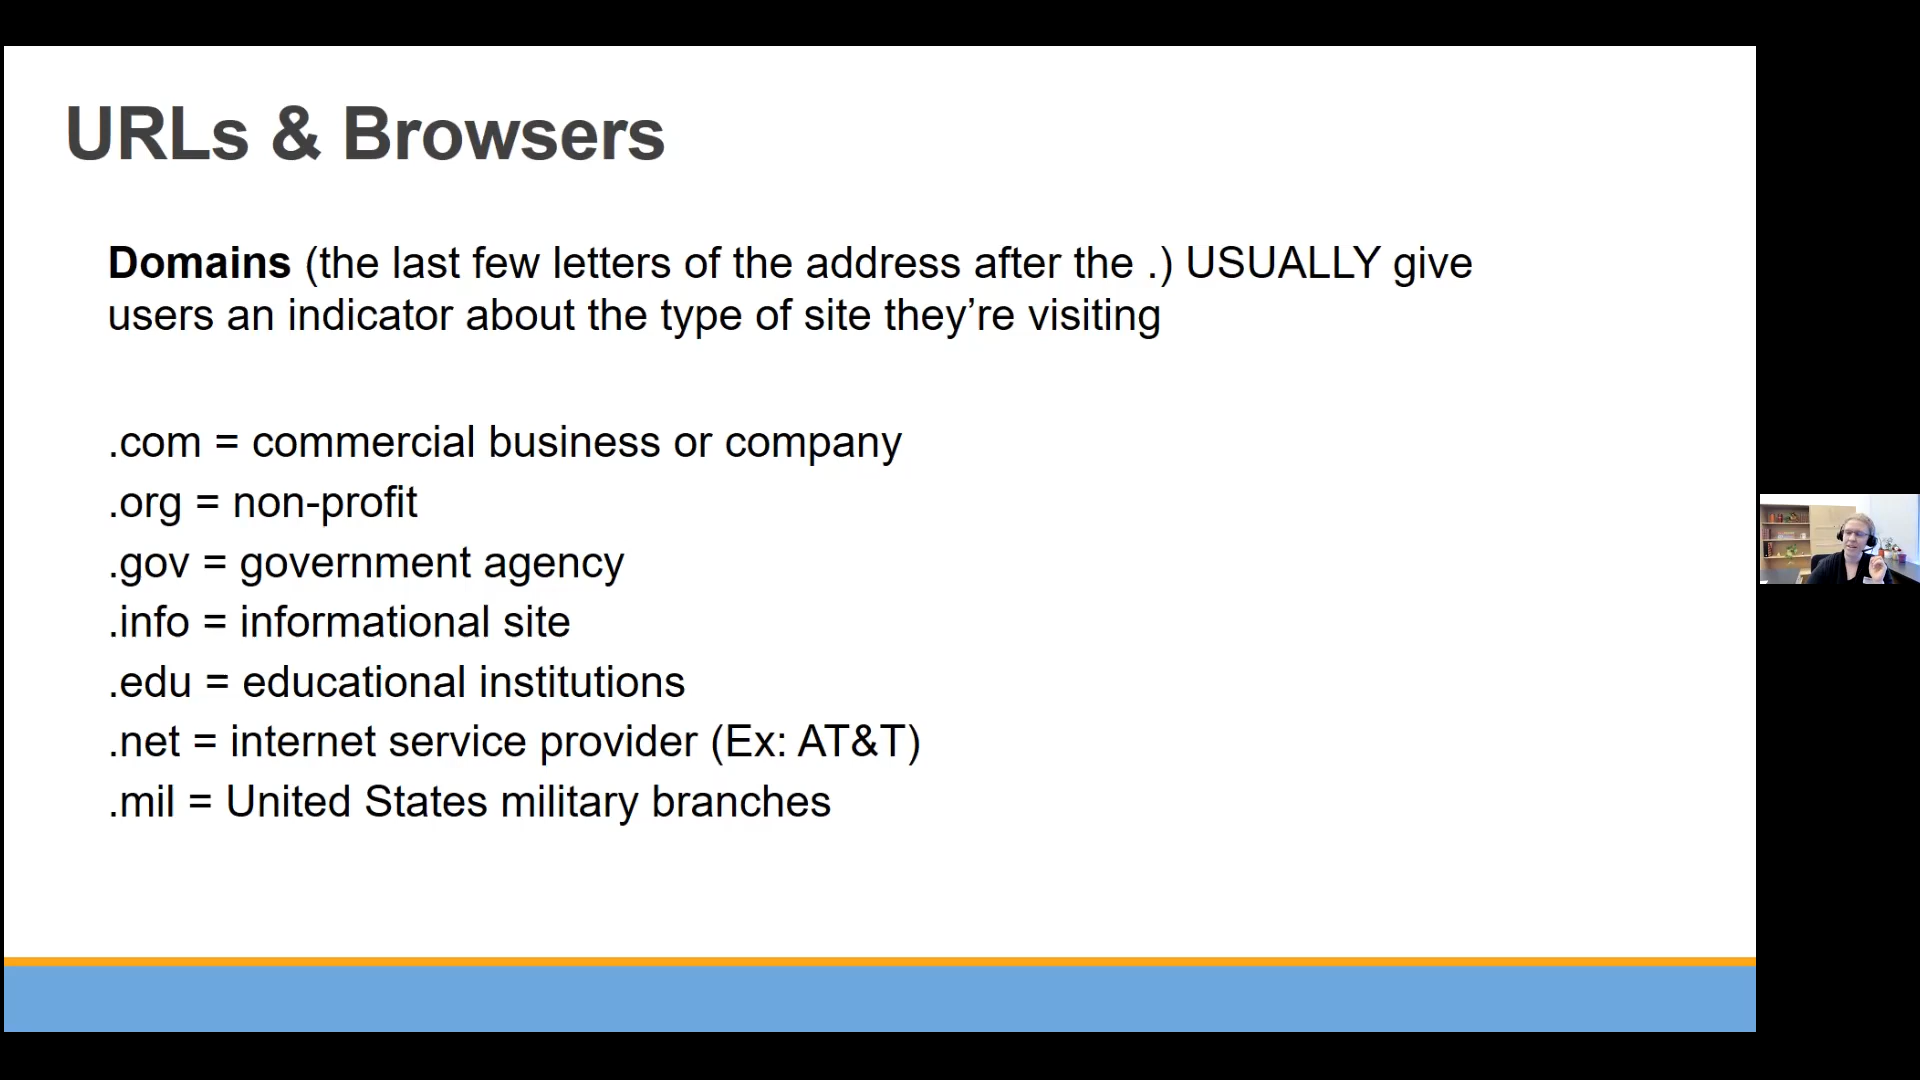 URLs & Browsers
Domains (the last few letters of the address after the .) USUALLY give
users an indicator about the type of site they’re visiting
.com = commercial business or company
.org = non-profit
.gov = government agency
.info = informational site
.edu = educational institutions
.net = internet service provider (Ex: AT&T)
.mil = United States military branches